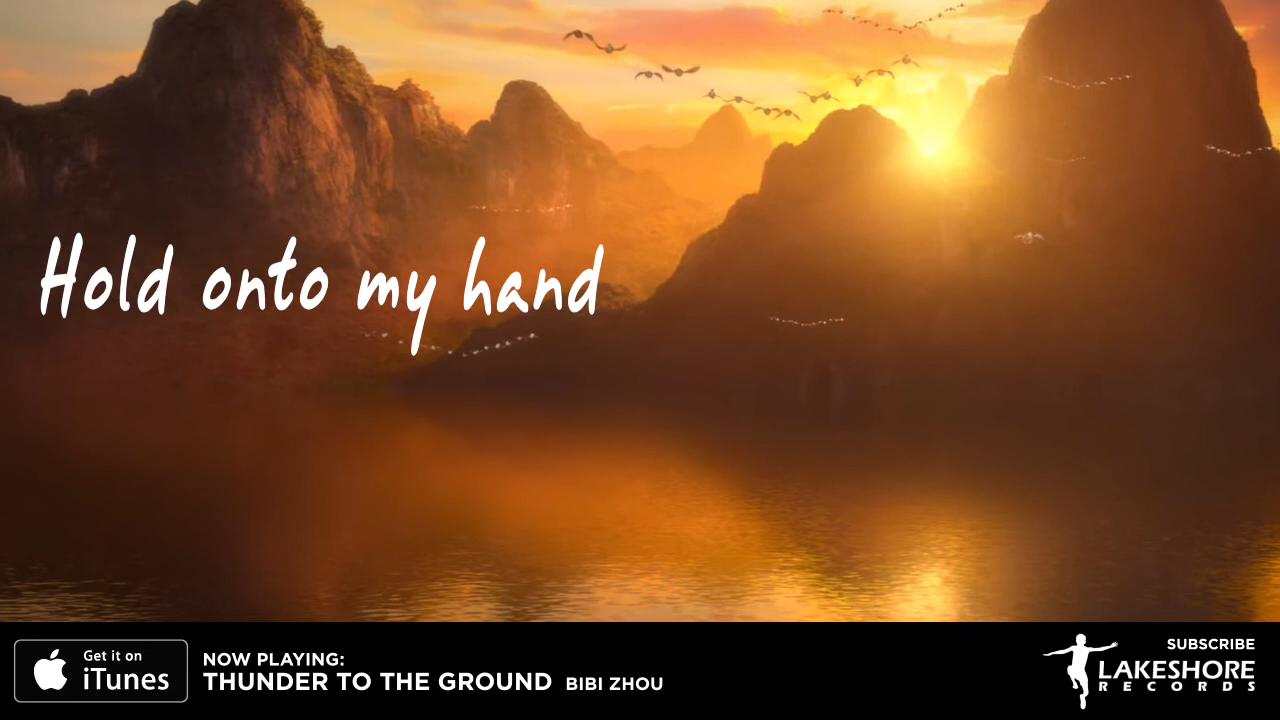 Hold onto my hand
Get it on
iTunes
NOW PLAYING:
THUNDER TO THE GROUND BIBI ZHOU
SUBSCRIBE
LAKESHORE
RECORDS